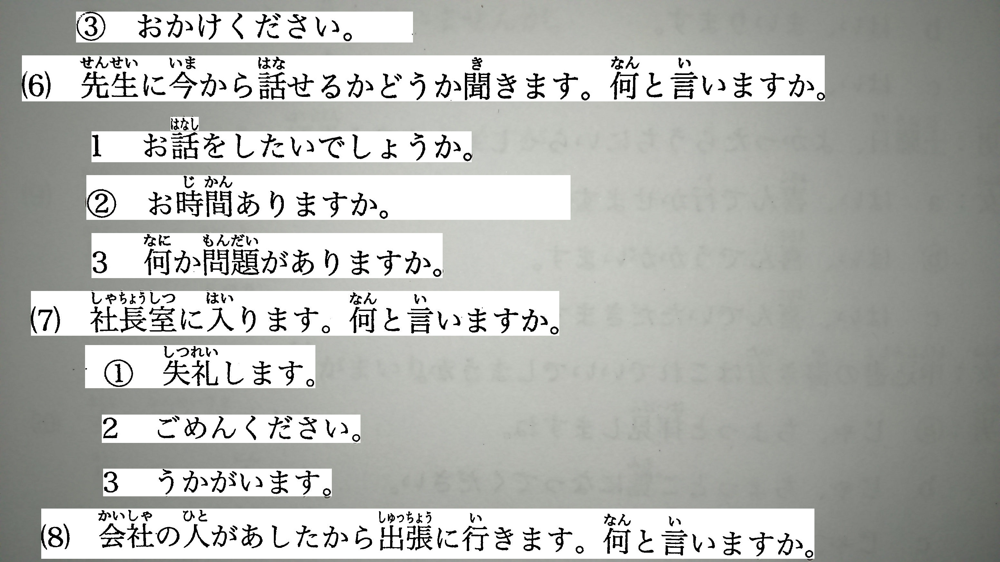 ③　おかけください。
せんせい　いま　はな　き　なん　い
(6)　先生に今から話せるかどうか聞きます。何と言いますか。
はなし
1　お話をしたいでしょうか。
じ かん
②　お時間ありますか。
なに　もんだい
3　何か問題がありますか。
しゃちょうしつ　はい　なん　い
(7)　社長室に入ります。何と言いますか。
しつれい
①　失礼します。
2　ごめんください。
3　うかがいます。
かいしゃ　ひと　しゅっちょう　い　なん　い
(8)　会社の人があしたから出張に行きます。何と言いますか。